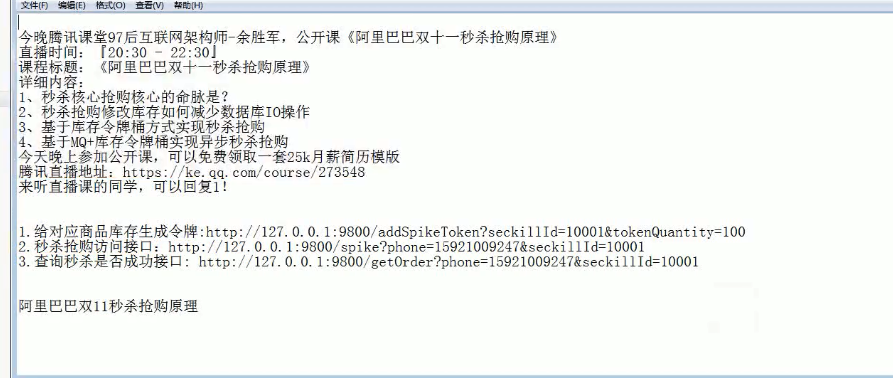 文件(F) 编辑(E) 格式(O) 查看(V) 帮助(H)
今晚腾讯课堂97后互联网架构师-余胜军，公开课《阿里巴巴双十一秒杀抢购原理》
直播时间：『20:30 - 22:30』
课程标题：《阿里巴巴双十一秒杀抢购原理》
详细内容：
1、秒杀核心抢购核心的命脉是？
2、秒杀抢购修改库存如何减少数据库IO操作
3、基于库存令牌桶方式实现秒杀抢购
4、基于MQ+库存令牌桶实现异步秒杀抢购
今天晚上参加公开课，可以免费领取一套25k月薪简历模版
腾讯直播地址：https://ke.qq.com/course/273548
来听直播课的同学，可以回复1！
1.给对应商品库存生成令牌:http://127.0.0.1:9800/addSpikeToken?seckillId=10001&tokenQuantity=100
2.秒杀抢购访问接口：http://127.0.0.1:9800/spike?phone=15921009247&seckillId=10001
3.查询秒杀是否成功接口: http://127.0.0.1:9800/getOrder?phone=15921009247&seckillId=10001
阿里巴巴双11秒杀抢购原理